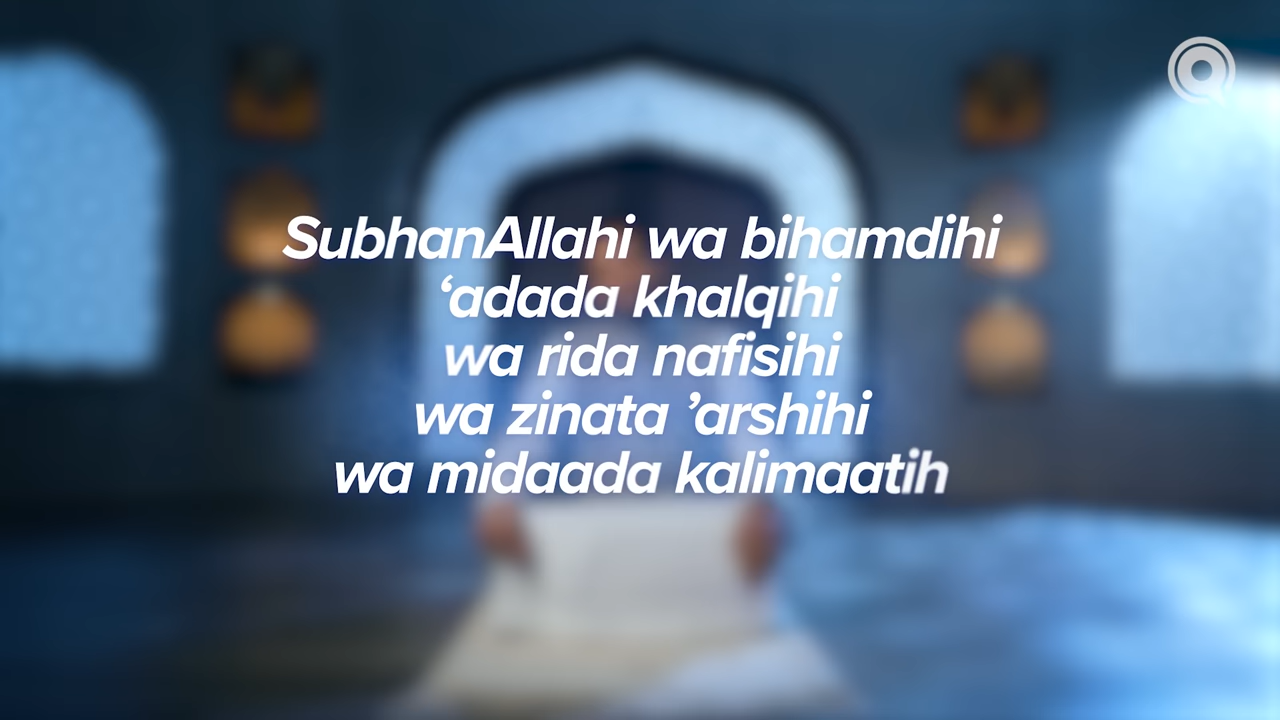 SubhanAllahi wa bihamdihi
‘adada khalqihi
wa rida nafisihi
wa zinata ’arshihi
wa midaada kalimaatih